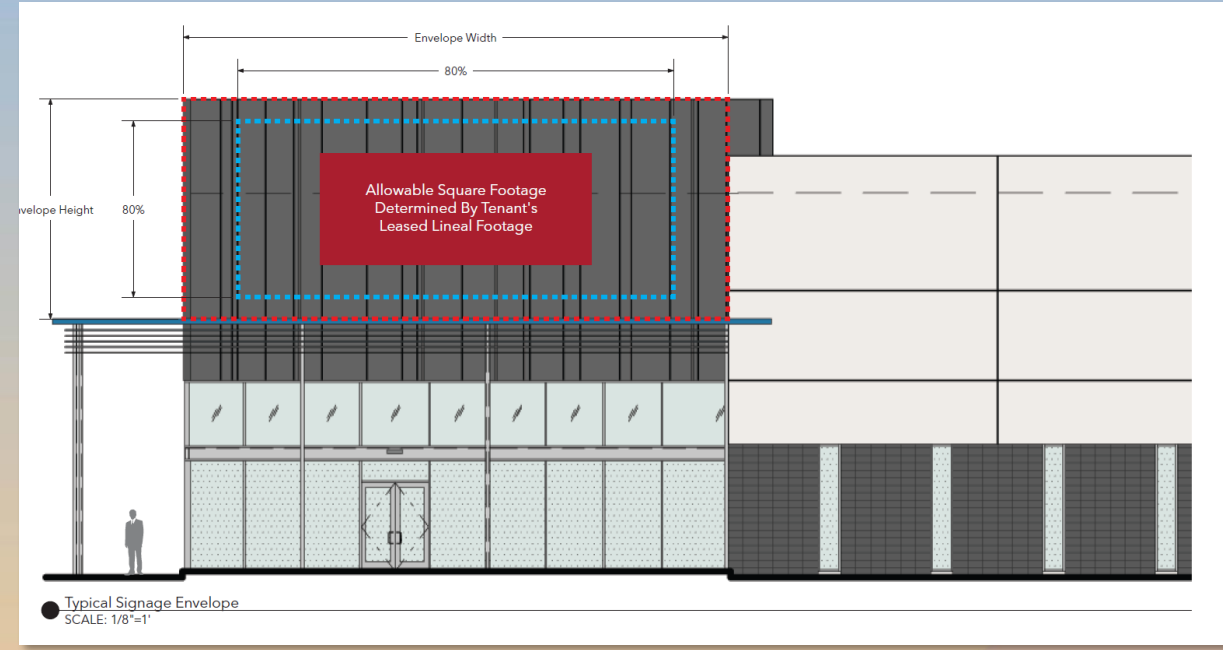 Envelope Width
80%
Allowable Square Footage
Determined By Tenant's
Leased Lineal Footage
velope Height
80%
Typical Signage Envelope
SCALE: 1/8"=1'